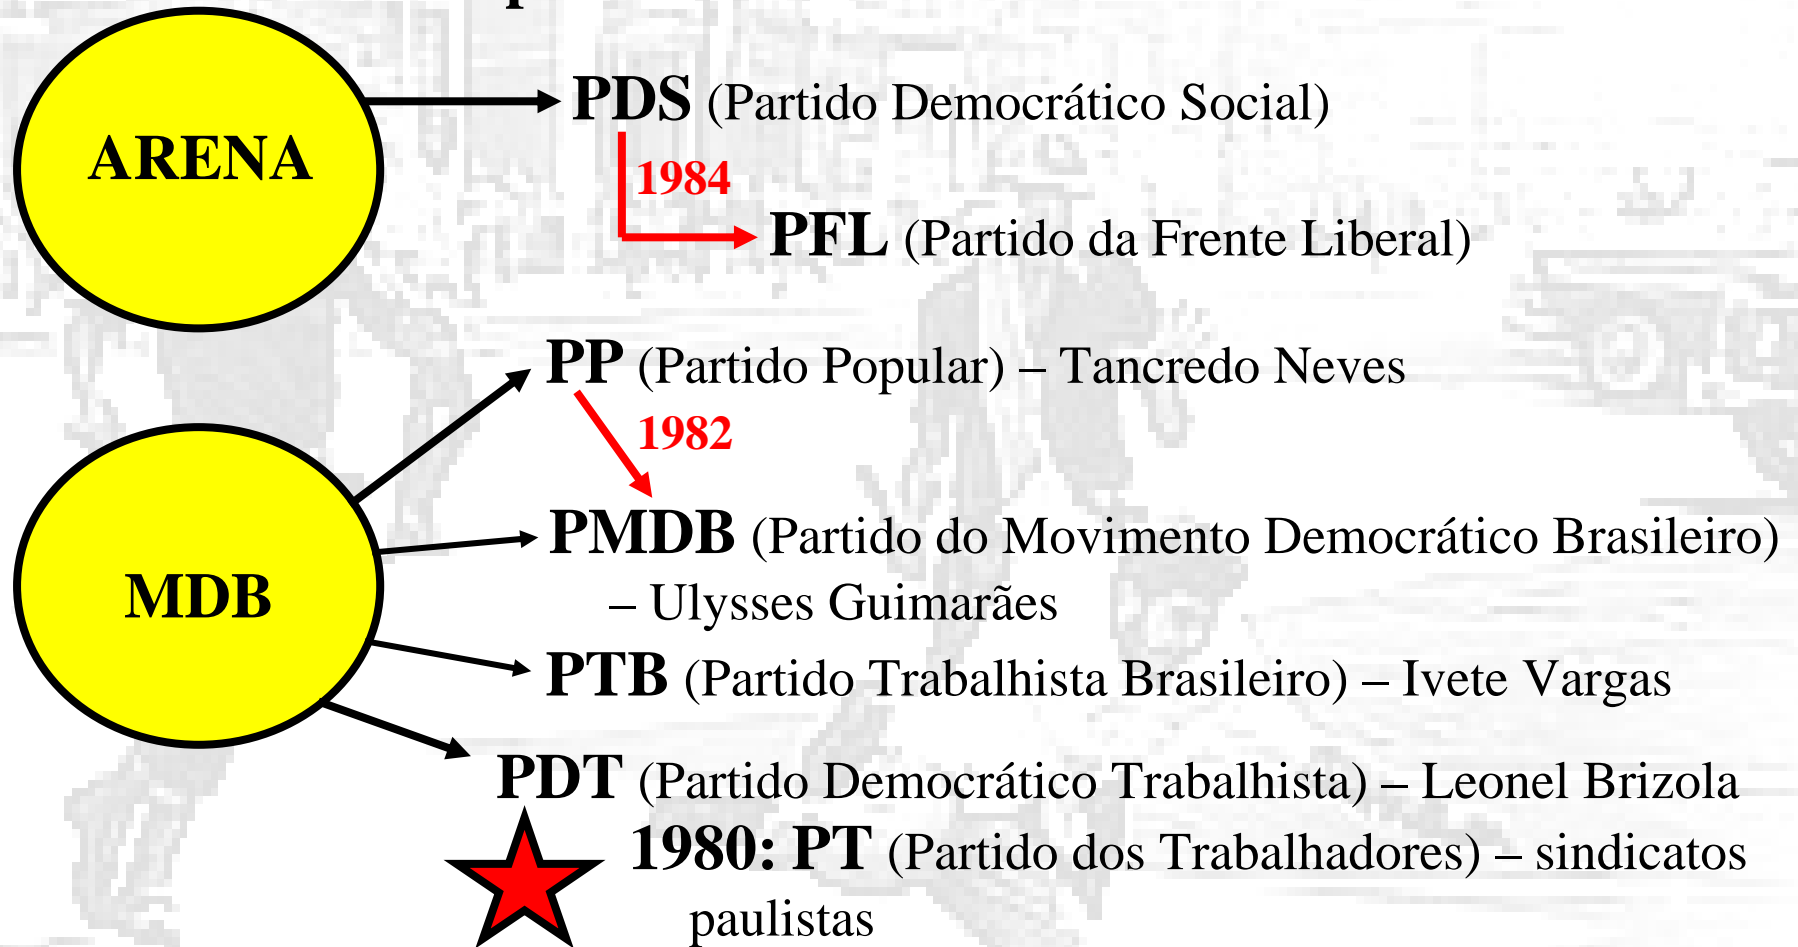 ARENA
PDS (Partido Democrático Social)
1984
PFL (Partido da Frente Liberal)
PP (Partido Popular) – Tancredo Neves
1982
PMDB (Partido do Movimento Democrático Brasileiro)
– Ulysses Guimarães
MDB
PTB (Partido Trabalhista Brasileiro) – Ivete Vargas
PDT (Partido Democrático Trabalhista) – Leonel Brizola
1980: PT (Partido dos Trabalhadores) – sindicatos
paulistas